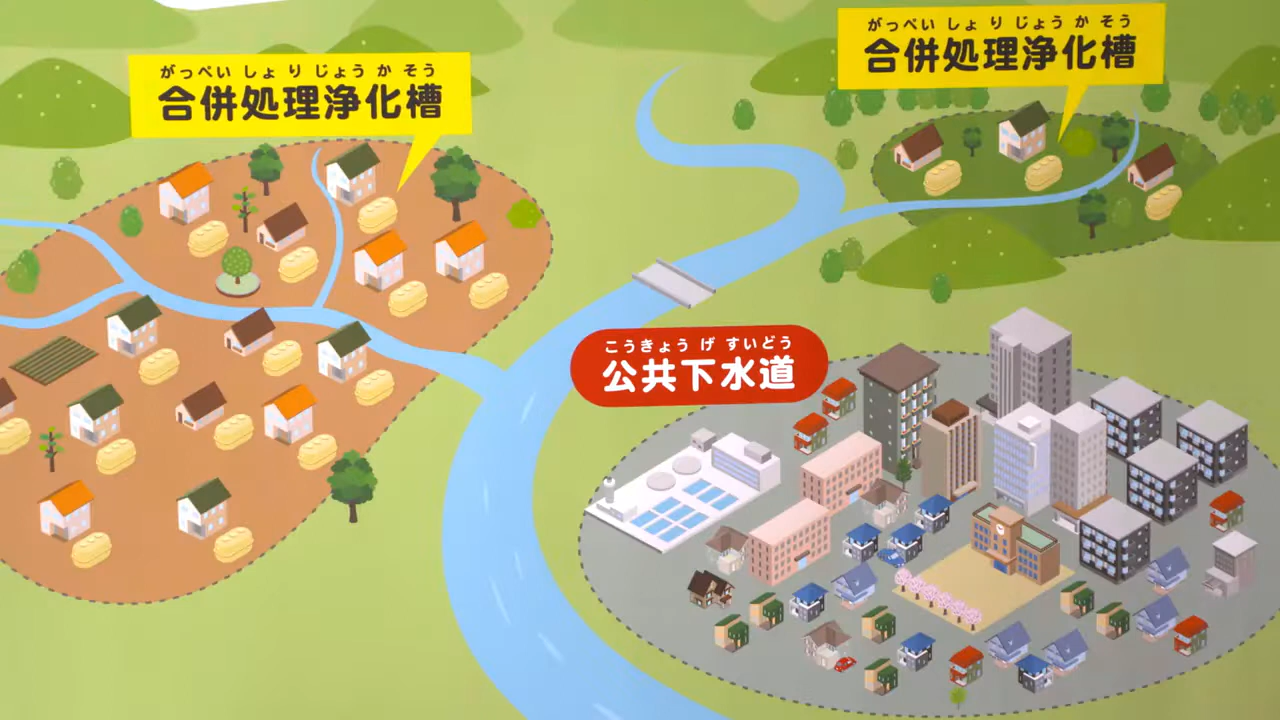 がっぺいしょりじょうかそう
合併処理浄化槽
がっぺいしょりじょうかそう
合併処理浄化槽
こうきょうげすいどう
公共下水道